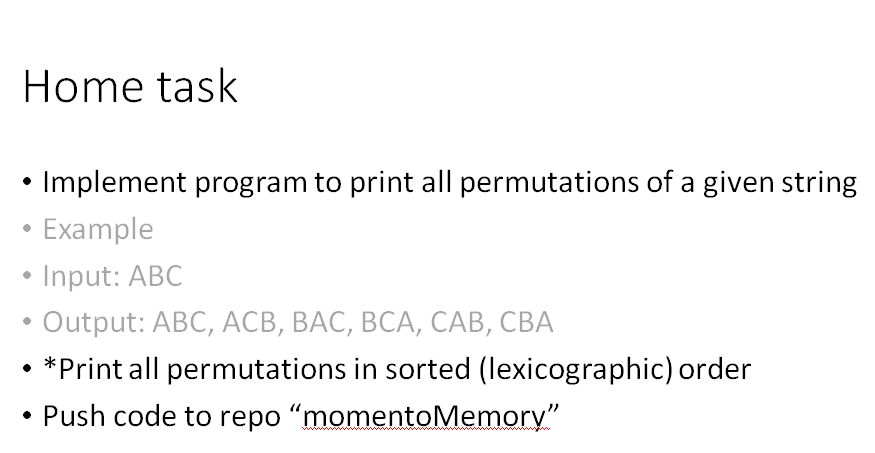 Home task
• Implement program to print all permutations of a given string
• Example
• Input: ABC
• Output: ABC, ACB, BAC, BCA, CAB, CBA
• *Print all permutations in sorted (lexicographic) order
• Push code to repo “momentoMemory”